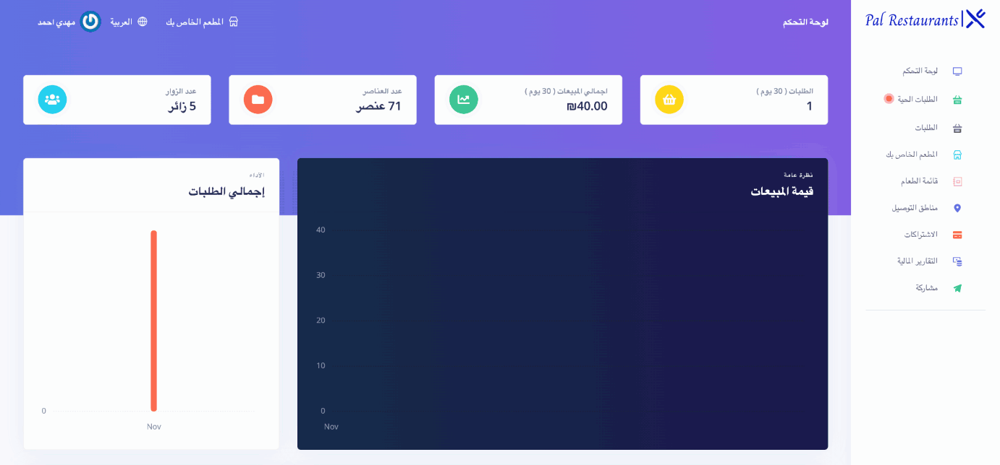 Pal Restaurants
لوحة التحكم
الطلبات الحية
الطلبات
المطعم الخاص بك
قائمة الطعام
مناطق التوصيل
الاشتراكات
التقارير المالية
مشاركة
لوحة التحكم
المطعم الخاص بك
العربية
مهدي احمد
الطلبات ( 30 يوم )
1
اجمالي المبيعات ( 30 يوم )
₪40.00
عدد العناصر
71 عنصر
عدد الزوار
5 زائر
نظرة عامة
قيمة المبيعات
40
30
20
10
0
Nov
الأداء
إجمالي الطلبات
0
Nov